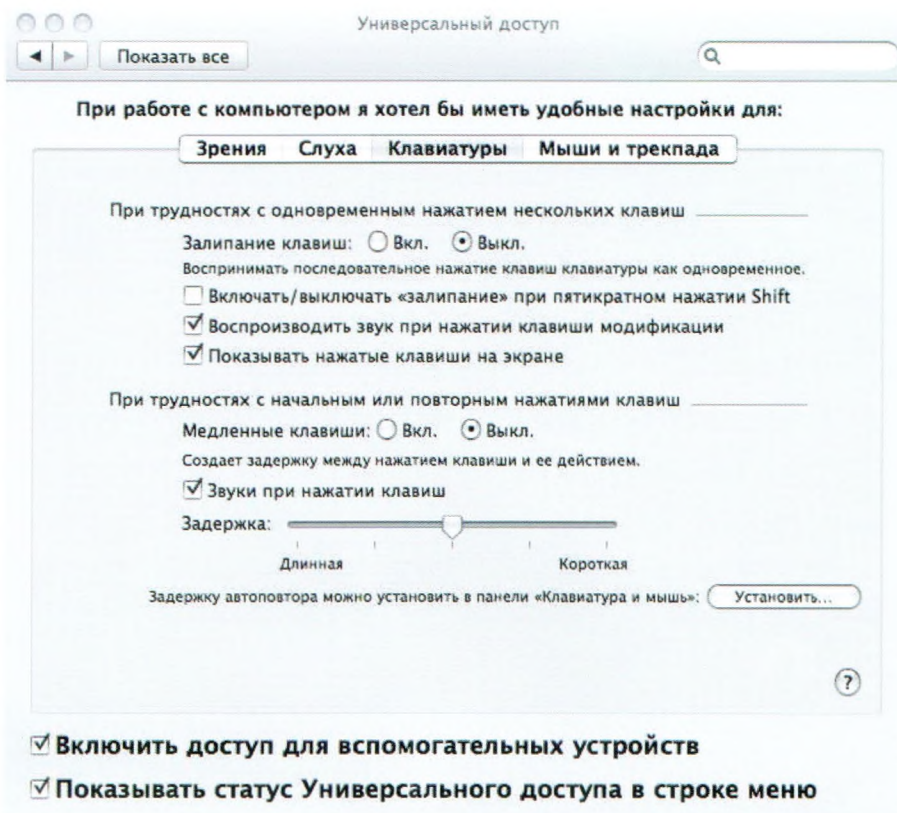 Универсальный доступ
Показать все
При работе с компьютером я хотел бы иметь удобные настройки для:
Зрения Слуха Клавиатуры Мыши и трекпада
При трудностях с одновременным нажатием нескольких клавиш
Залипание клавиш: Вкл. Выкл.
Воспринимать последовательное нажатие клавиш клавиатуры как одновременное.
Включать/выключать «залипание» при пятикратном нажатии Shift
Воспроизводить звук при нажатии клавиши модификации
Показывать нажатые клавиши на экране
При трудностях с начальным или повторным нажатиями клавиш
Медленные клавиши: Вкл. Выкл.
Создает задержку между нажатием клавиши и ее действием.
Звуки при нажатии клавиш
Задержка:
Длинная Короткая
Задержку автоповтора можно установить в панели «Клавиатура и мышь»: Установить...
?
Включить доступ для вспомогательных устройств
Показывать статус Универсального доступа в строке меню